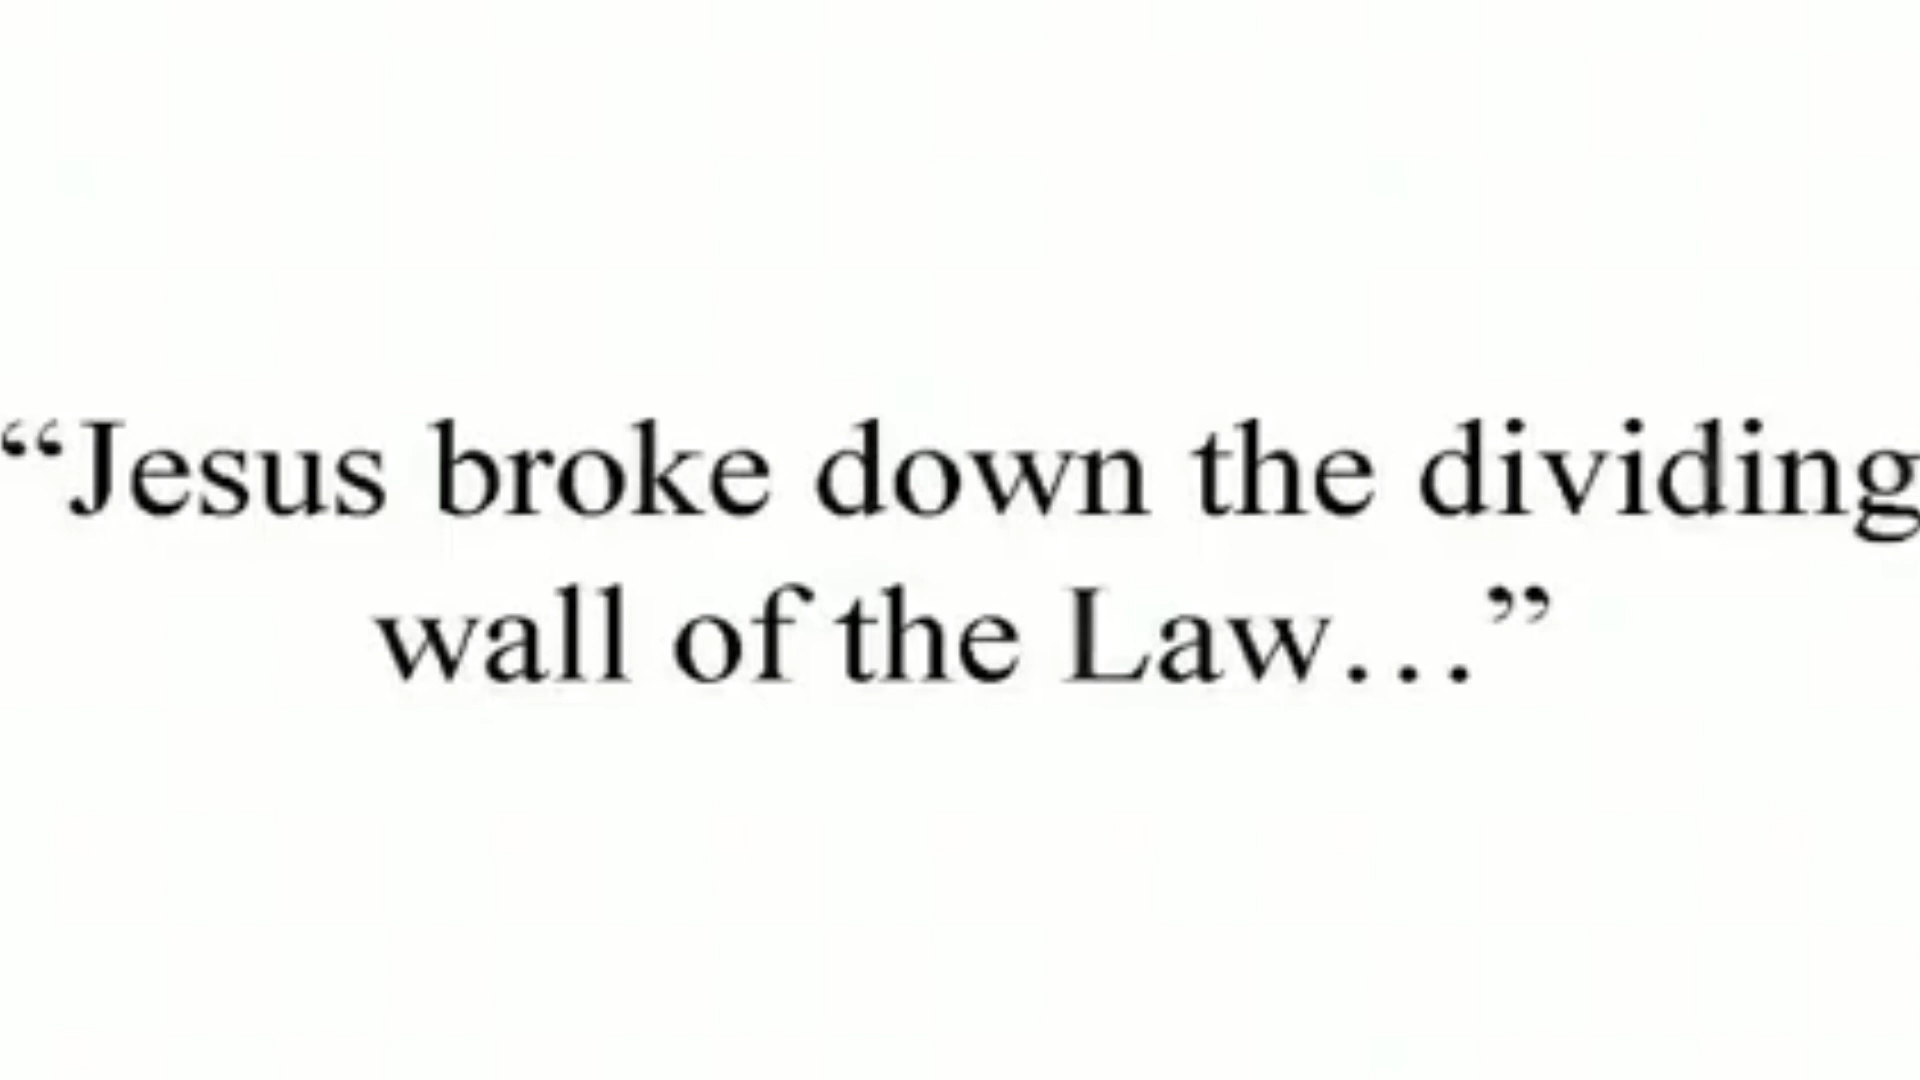 “Jesus broke down the dividing
wall of the Law…”